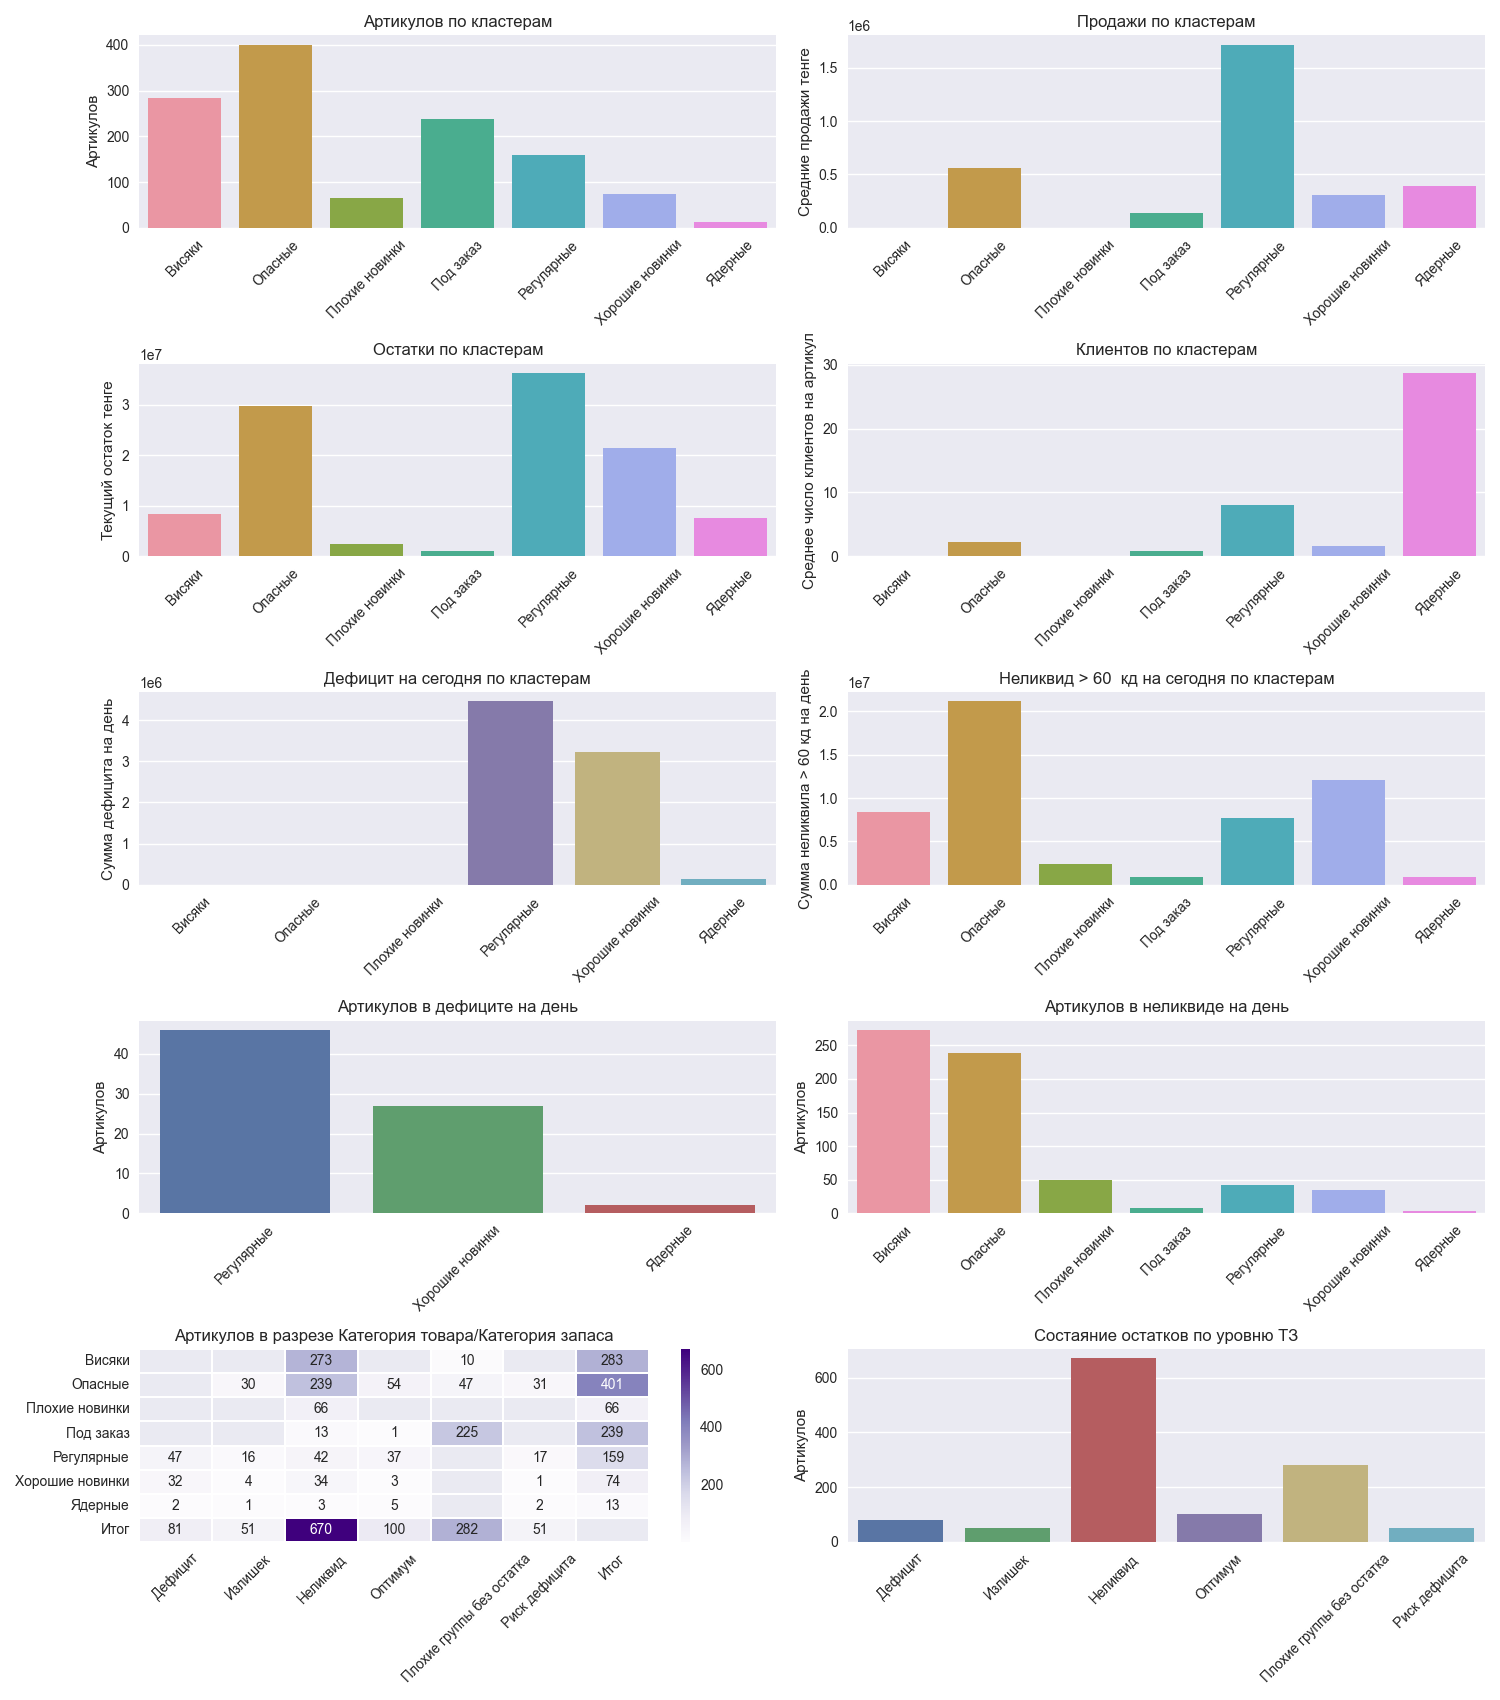 Артикулов по кластерам
Артикулов
400
300
200
100
0
Висяки
Опасные
Плохие новинки
Под заказ
Регулярные
Хорошие новинки
Ядерные
Продажи по кластерам
1e6
Средние продажи тенге
1.5
1.0
0.5
0.0
Висяки
Опасные
Плохие новинки
Под заказ
Регулярные
Хорошие новинки
Ядерные
Остатки по кластерам
1e7
Текущий остаток тенге
3
2
1
0
Висяки
Опасные
Плохие новинки
Под заказ
Регулярные
Хорошие новинки
Ядерные
Клиентов по кластерам
Среднее число клиентов на артикул
30
20
10
0
Висяки
Опасные
Плохие новинки
Под заказ
Регулярные
Хорошие новинки
Ядерные
Дефицит на сегодня по кластерам
1e6
Сумма дефицита на день
4
3
2
1
0
Висяки
Опасные
Плохие новинки
Регулярные
Хорошие новинки
Ядерные
Неликвид > 60  кд на сегодня по кластерам
1e7
Сумма неликвила > 60 кд на день
2.0
1.5
1.0
0.5
0.0
Висяки
Опасные
Плохие новинки
Под заказ
Регулярные
Хорошие новинки
Ядерные
Артикулов в дефиците на день
Артикулов
40
30
20
10
0
Регулярные
Хорошие новинки
Ядерные
Артикулов в неликвиде на день
Артикулов
250
200
150
100
50
0
Висяки
Опасные
Плохие новинки
Под заказ
Регулярные
Хорошие новинки
Ядерные
Артикулов в разрезе Категория товара/Категория запаса
Висяки 273 10 283
Опасные 30 239 54 47 31 401
Плохие новинки 66 66
Под заказ 13 1 225 239
Регулярные 47 16 42 37 17 159
Хорошие новинки 32 4 34 3 1 74
Ядерные 2 1 3 5 2 13
Итог 81 51 670 100 282 51
Дефицит
Излишек
Неликвид
Оптимум
Плохие группы без остатка
Риск дефицита
Итог
600
400
200
Состаяние остатков по уровню ТЗ
Артикулов
600
400
200
0
Дефицит
Излишек
Неликвид
Оптимум
Плохие группы без остатка
Риск дефицита